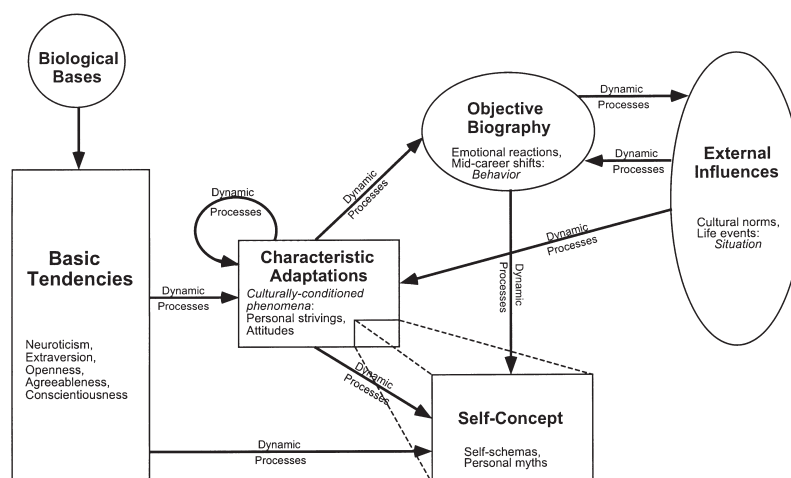 Biological
Bases
Basic
Tendencies
Neuroticism,
Extraversion,
Openness,
Agreeableness,
Conscientiousness
Dynamic
Processes
Dynamic
Processes
Characteristic
Adaptations
Culturally-conditioned
phenomena:
Personal strivings,
Attitudes
Dynamic
Processes
Objective
Biography
Emotional reactions,
Mid-career shifts:
Behavior
Dynamic
Processes
Dynamic
Processes
External
Influences
Cultural norms,
Life events:
Situation
Dynamic
Processes
Dynamic
Processes
Dynamic
Processes
Dynamic
Processes
Self-Concept
Self-schemas,
Personal myths